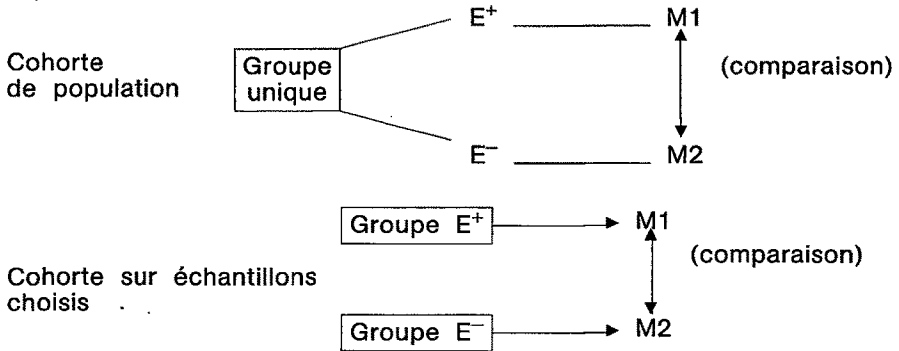 E⁺ M1
Cohorte
de population
Groupe
unique
(comparaison)
E⁻ M2
Groupe E⁺ M1
(comparaison)
Cohorte sur échantillons
choisis
Groupe E⁻ M2